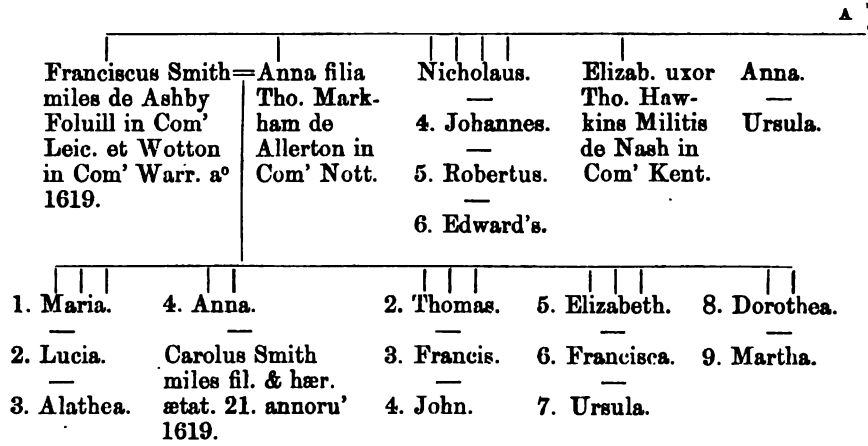 A
Franciscus Smith=Anna filia
miles de Ashby Tho. Mark-
Foluill in Com' ham de
Leic. et Wotton Allerton in
in Com' Warr. aº Com' Nott.
1619.
Nicholaus.
4. Johannes.
5. Robertus.
6. Edward's.
Elizab. uxor
Tho. Haw-
kins Militis
de Nash in
Com' Kent.
Anna.
Ursula.
1. Maria.
2. Lucia.
3. Alathea.
4. Anna.
Carolus Smith
miles fil. & hær.
ætat. 21. annoru'
1619.
2. Thomas.
3. Francis.
4. John.
5. Elizabeth.
6. Francisca.
7. Ursula.
8. Dorothea.
9. Martha.